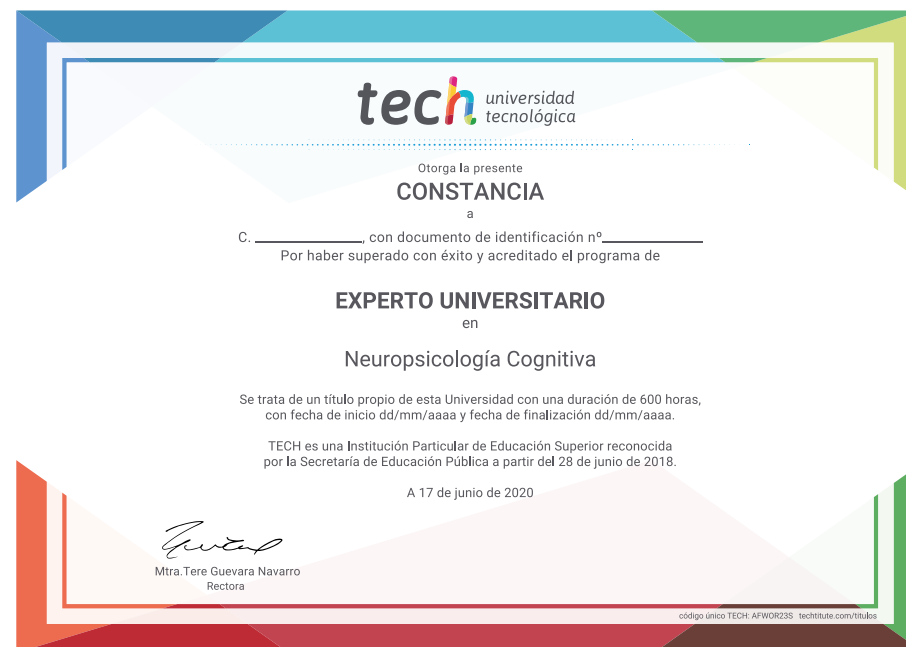 tech universidad
tecnológica
Otorga la presente
CONSTANCIA
a
C. ____________, con documento de identificación nº____________
Por haber superado con éxito y acreditado el programa de
EXPERTO UNIVERSITARIO
en
Neuropsicología Cognitiva
Se trata de un título propio de esta Universidad con una duración de 600 horas,
con fecha de inicio dd/mm/aaaa y fecha de finalización dd/mm/aaaa.
TECH es una Institución Particular de Educación Superior reconocida
por la Secretaría de Educación Pública a partir del 28 de junio de 2018.
A 17 de junio de 2020
Mtra.Tere Guevara Navarro
Rectora
código único TECH: AFWOR23S techtitute.com/titulos